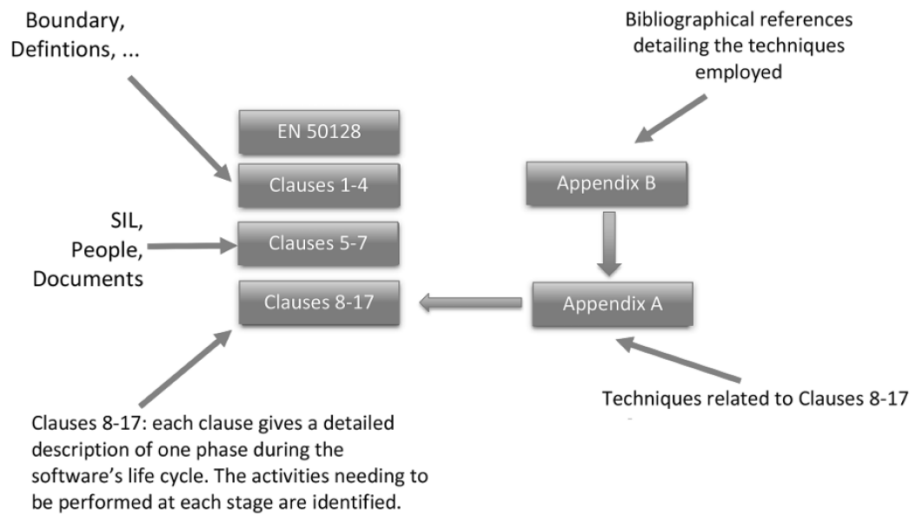 Boundary,
Defintions, ...
Bibliographical references
detailing the techniques
employed
EN 50128
Clauses 1-4
Appendix B
SIL,
People,
Documents
Clauses 5-7
Clauses 8-17
Appendix A
Techniques related to Clauses 8-17
Clauses 8-17: each clause gives a detailed
description of one phase during the
software's life cycle. The activities needing to
be performed at each stage are identified.